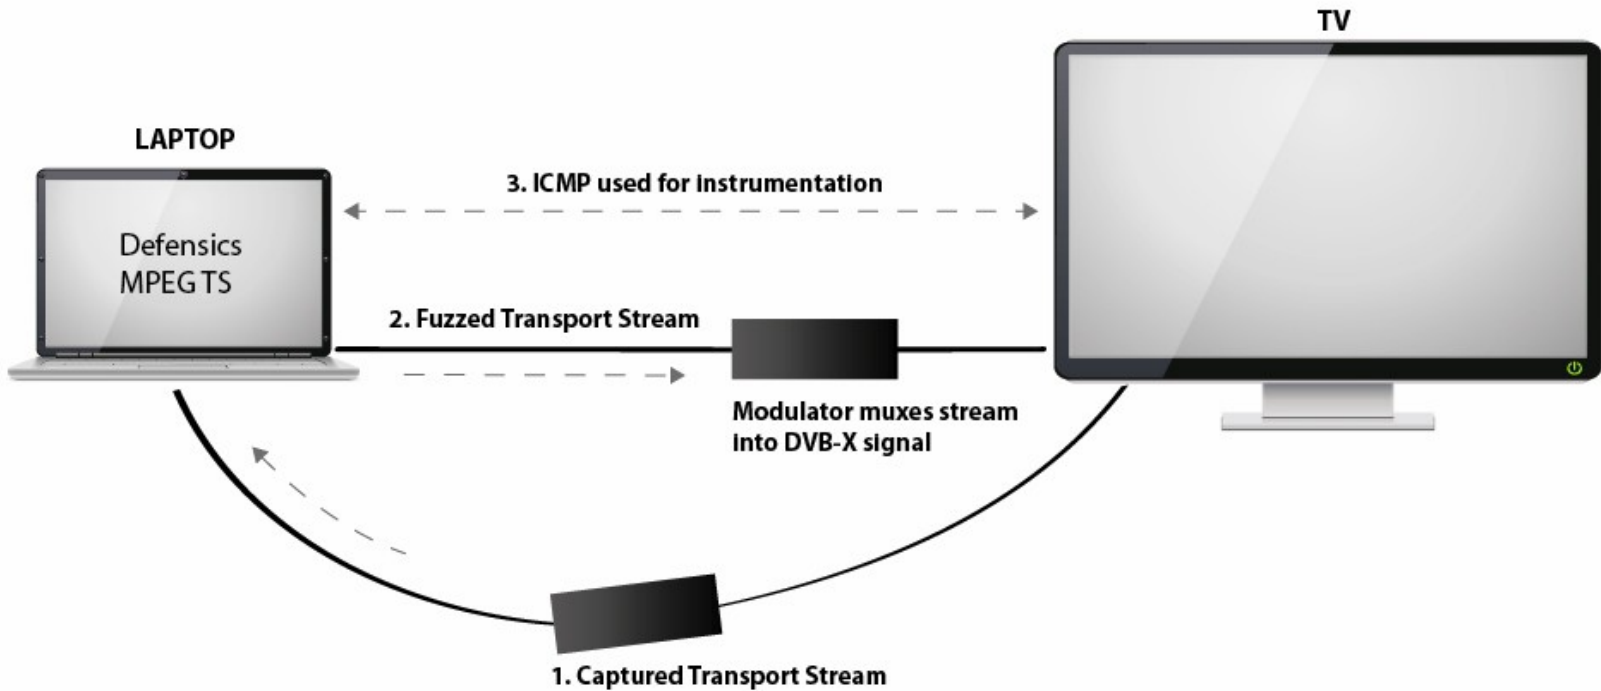 TV
LAPTOP
3. ICMP used for instrumentation
Defensics
MPEG TS
2. Fuzzed Transport Stream
Modulator muxes stream
into DVB-X signal
1. Captured Transport Stream